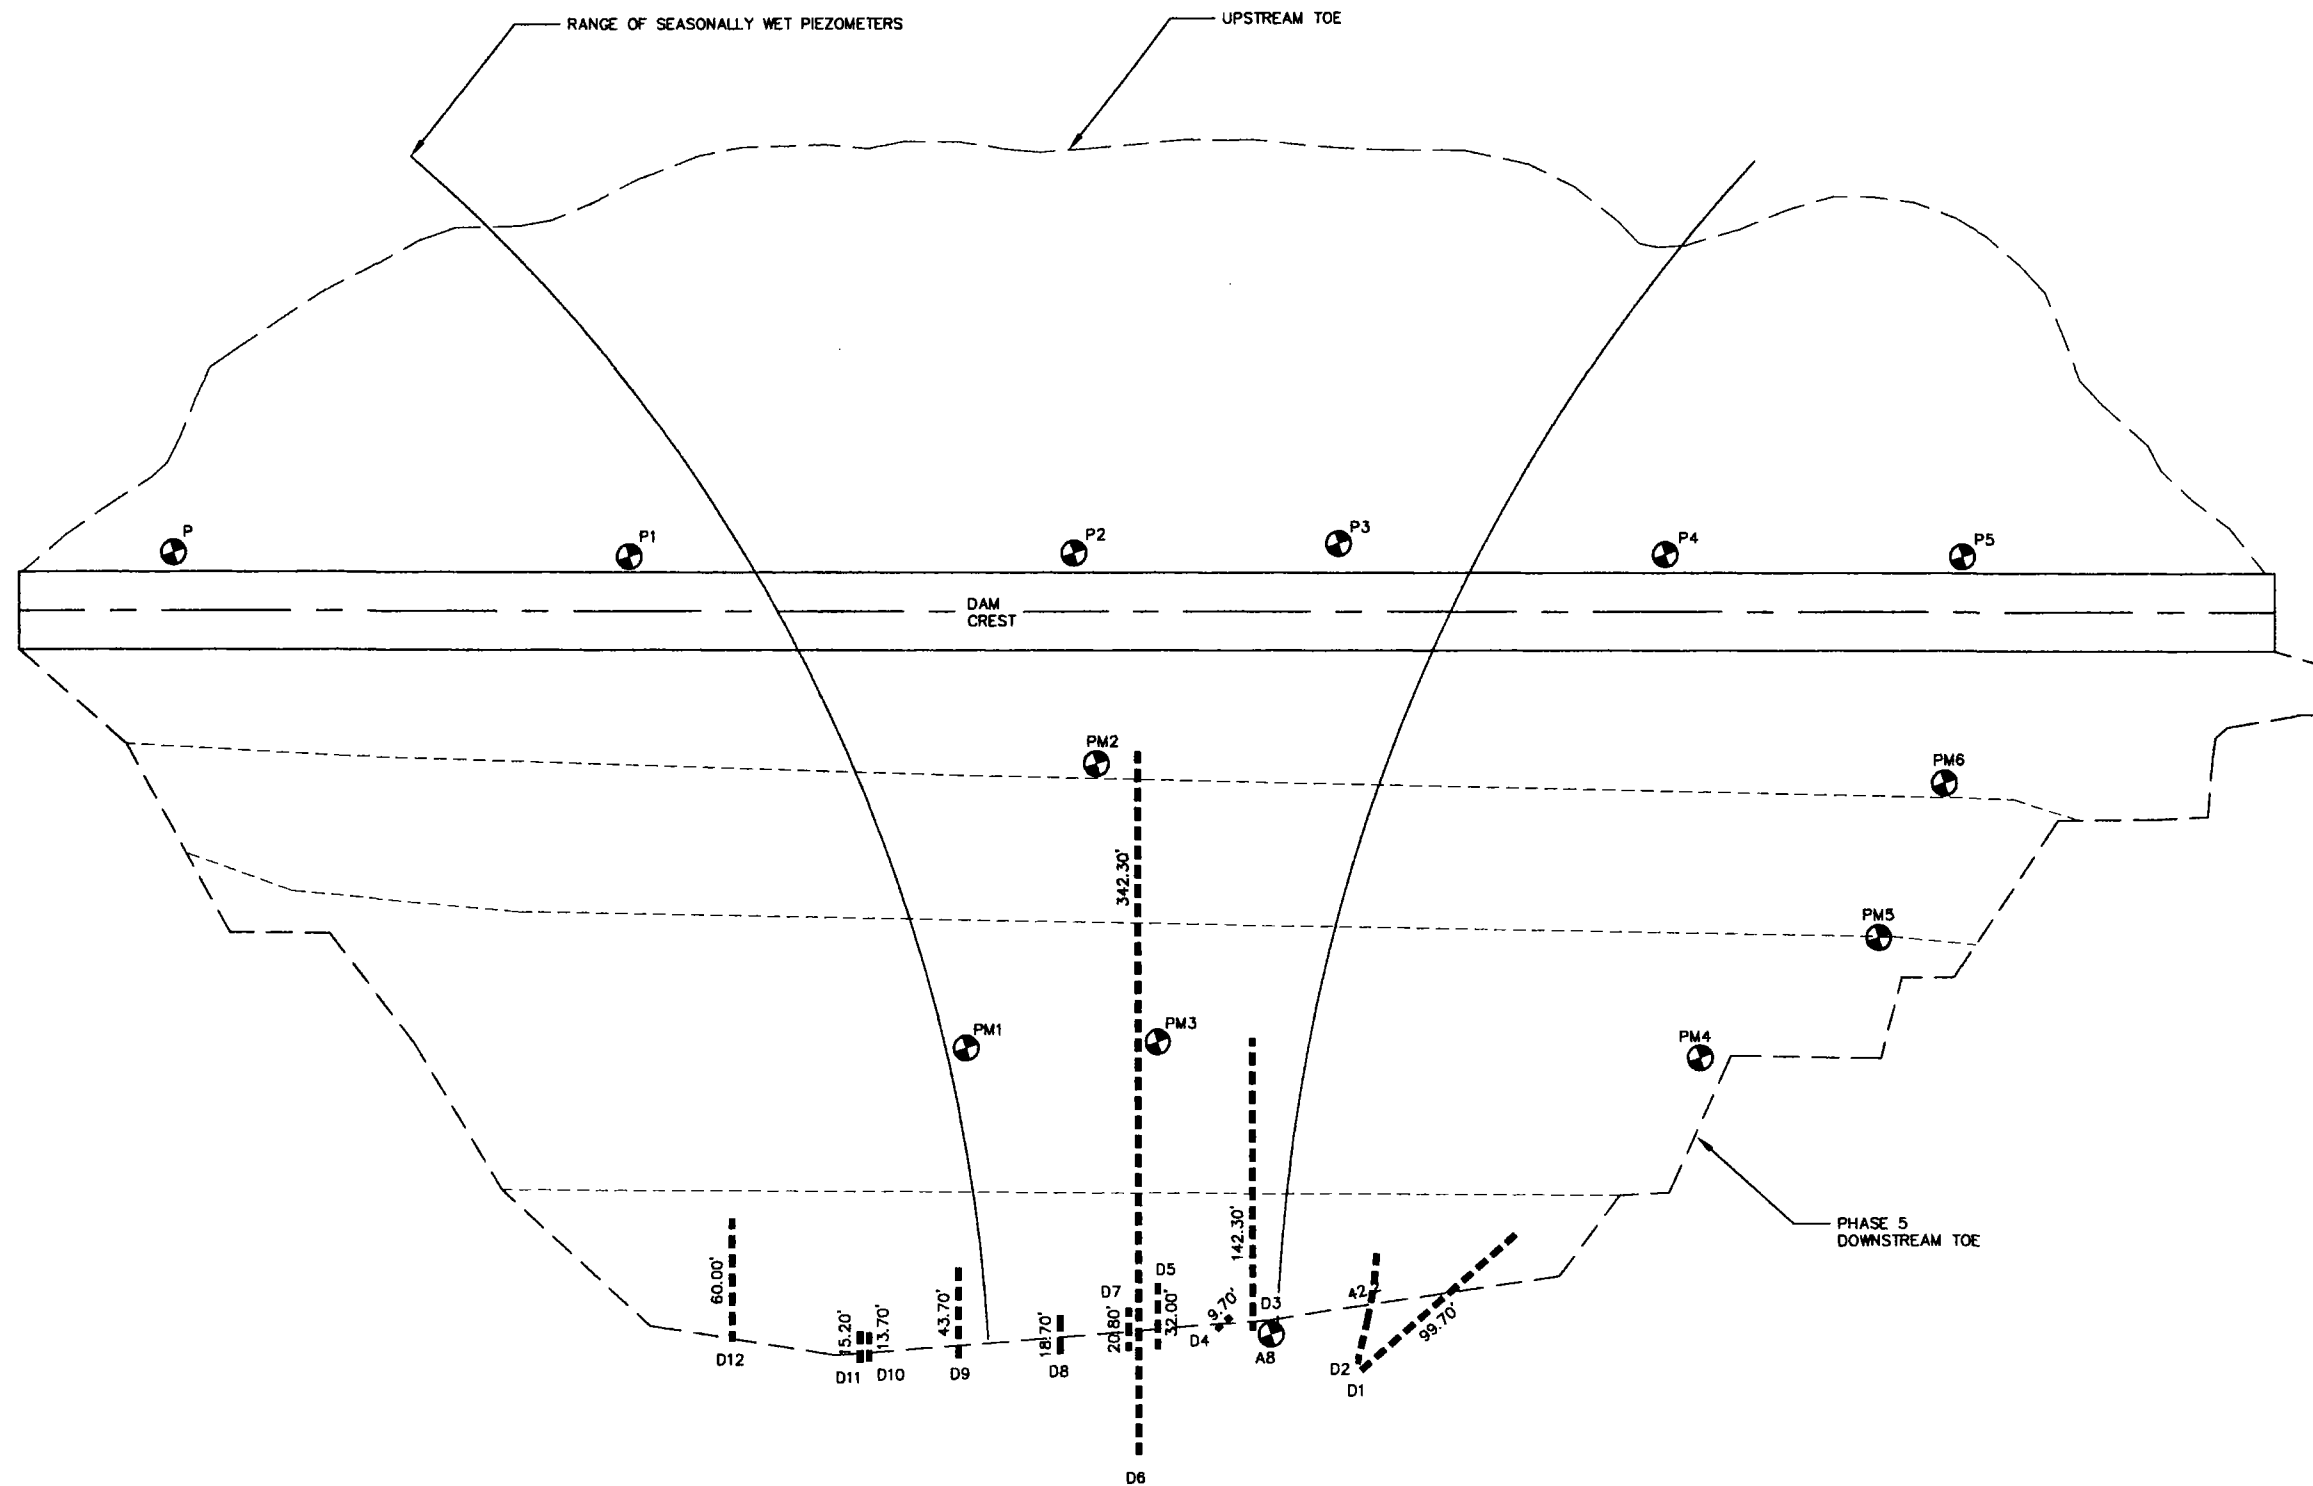 RANGE OF SEASONALLY WET PIEZOMETERS
UPSTREAM TOE
P
P1
P2
P3
P4
P5
DAM
CREST
PM2
PM6
342.30'
PM5
PM1
PM3
PM4
PHASE 5
DOWNSTREAM TOE
142.30'
60.00'
15.20'
13.70'
43.70'
18.70'
D7
20.80'
D5
32.00'
9.70'
D4
D3
A8
99.70'
D12
D11
D10
D9
D8
D2
D1
D6